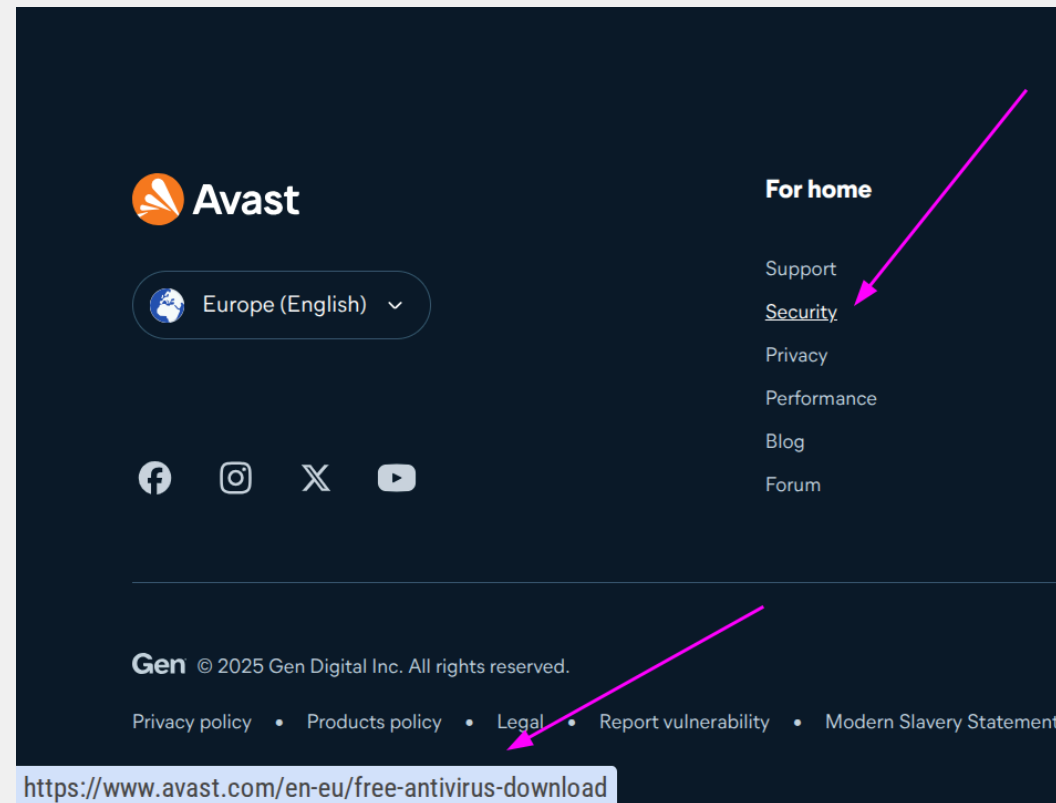 Avast
Europe (English)
For home
Support
Security
Privacy
Performance
Blog
Forum
Gen © 2025 Gen Digital Inc. All rights reserved.
Privacy policy • Products policy • Legal • Report vulnerability • Modern Slavery Statement
https://www.avast.com/en-eu/free-antivirus-download